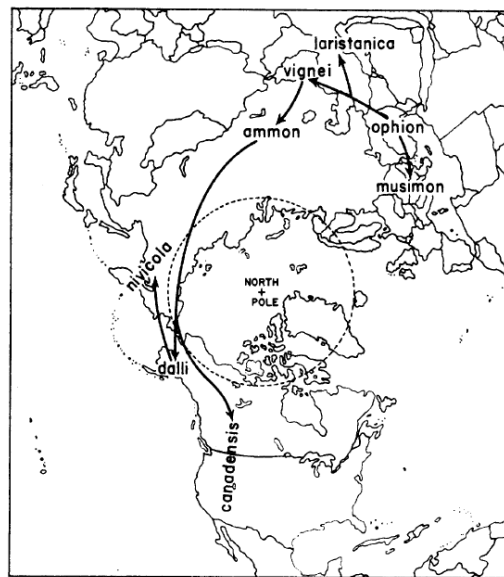 laristanica
vignei
ammon
ophion
musimon
nivicola
NORTH
+
POLE
dalli
canadensis